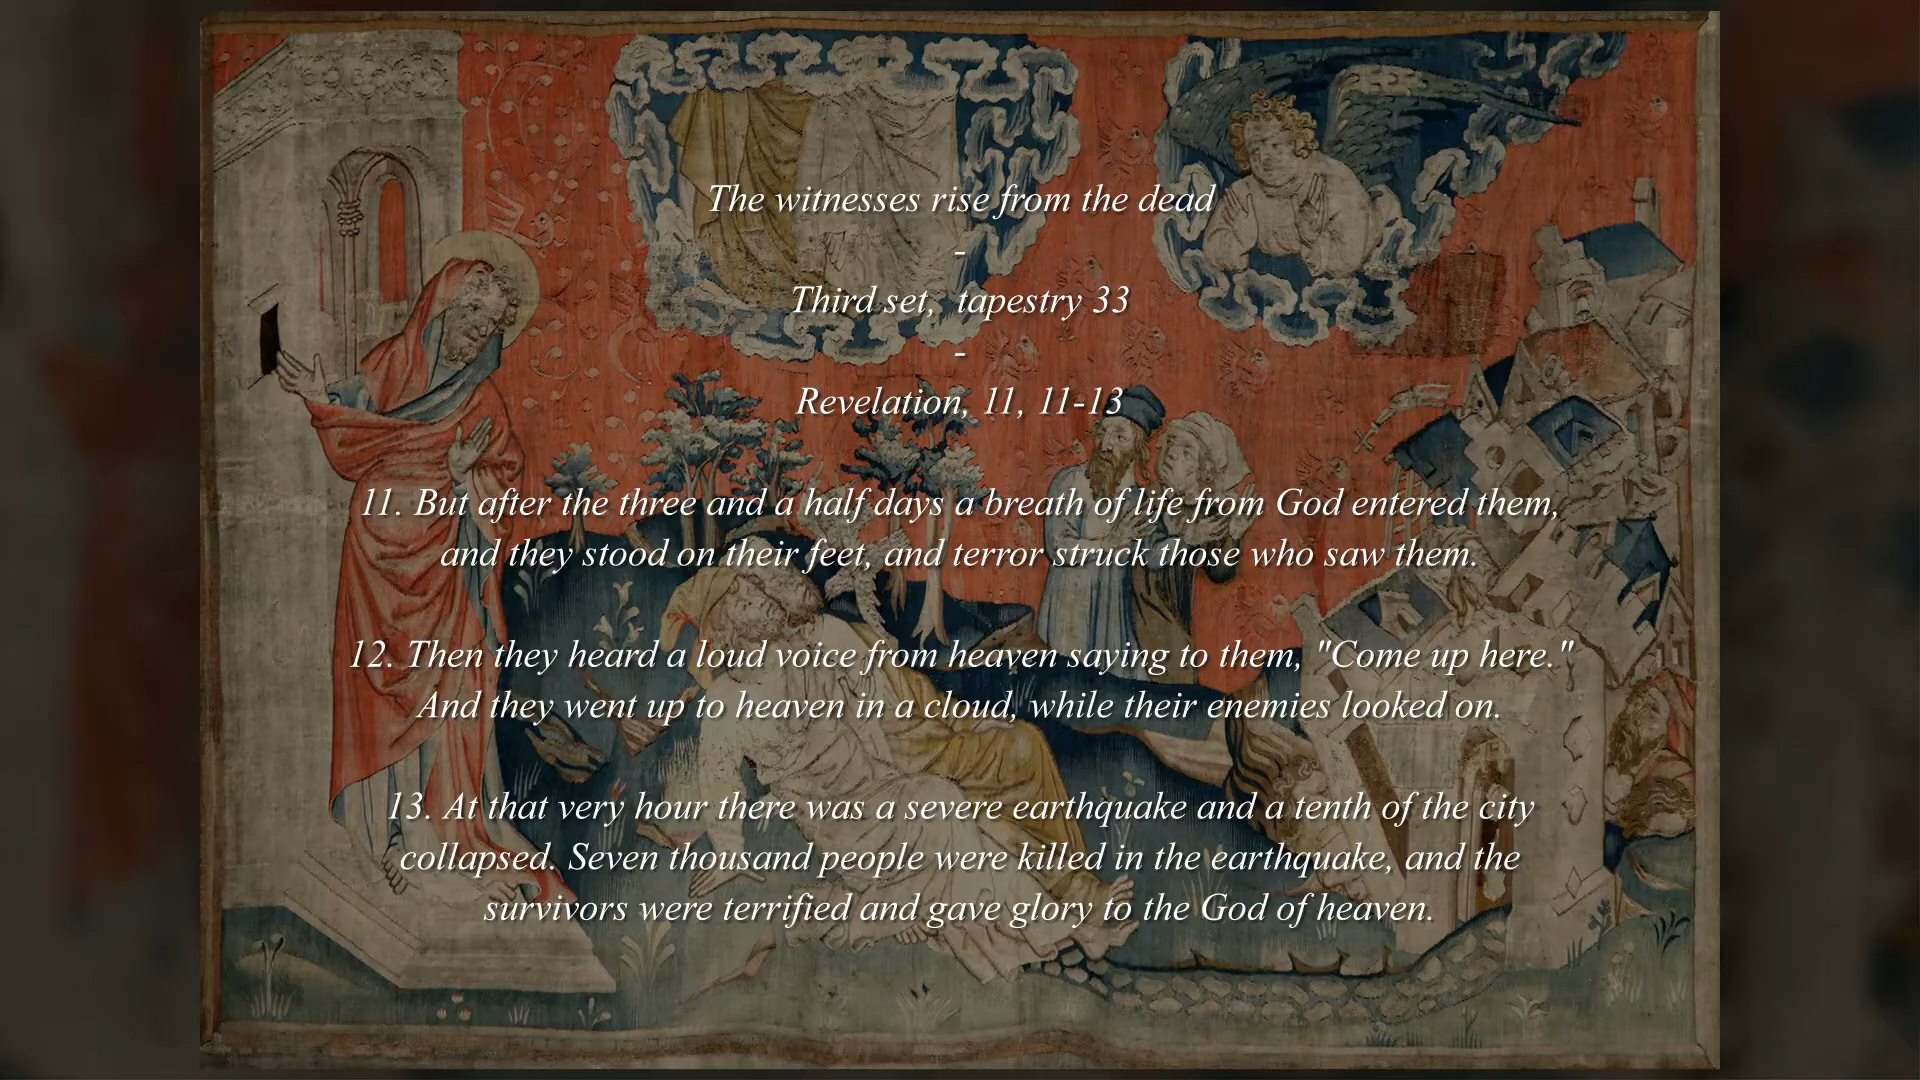 The witnesses rise from the dead
-
Third set,  tapestry 33
-
Revelation, 11, 11-13
11. But after the three and a half days a breath of life from God entered them,
and they stood on their feet, and terror struck those who saw them.
12. Then they heard a loud voice from heaven saying to them, "Come up here."
And they went up to heaven in a cloud, while their enemies looked on.
13. At that very hour there was a severe earthquake and a tenth of the city
collapsed. Seven thousand people were killed in the earthquake, and the
survivors were terrified and gave glory to the God of heaven.